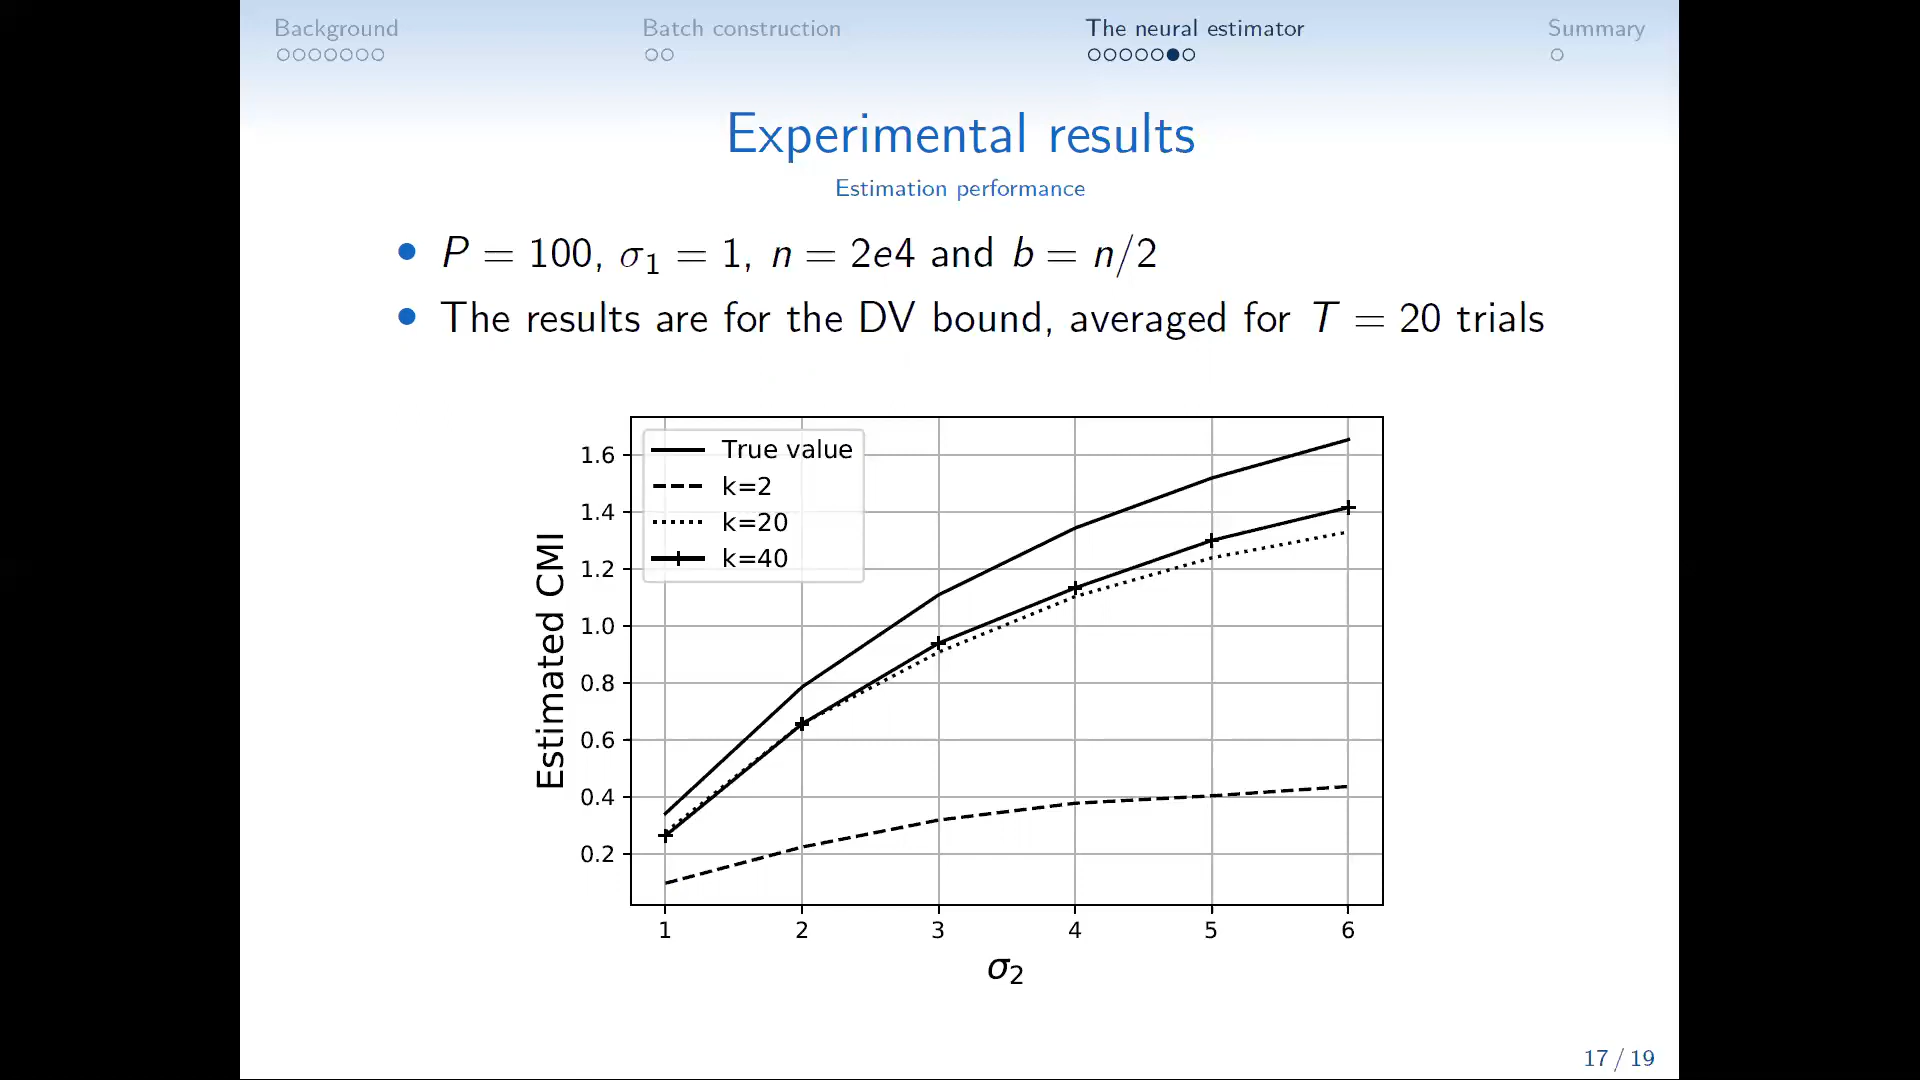 Background Batch construction The neural estimator Summary
Experimental results
Estimation performance
• P = 100, σ₁ = 1, n = 2e4 and b = n/2
• The results are for the DV bound, averaged for T = 20 trials
True value
k=2
k=20
k=40
Estimated CMI
1.6
1.4
1.2
1.0
0.8
0.6
0.4
0.2
1 2 3 4 5 6
σ₂
17 / 19